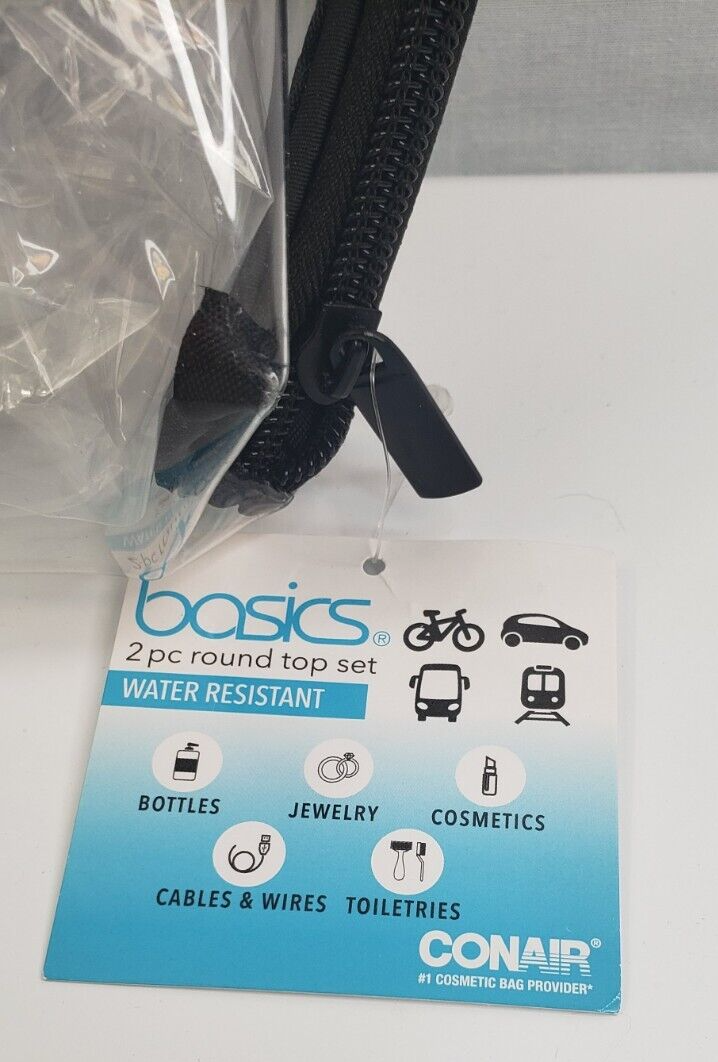 basics®
2 pc round top set
WATER RESISTANT
BOTTLES
JEWELRY
COSMETICS
CABLES & WIRES
TOILETRIES
CONAIR®
#1 COSMETIC BAG PROVIDER*